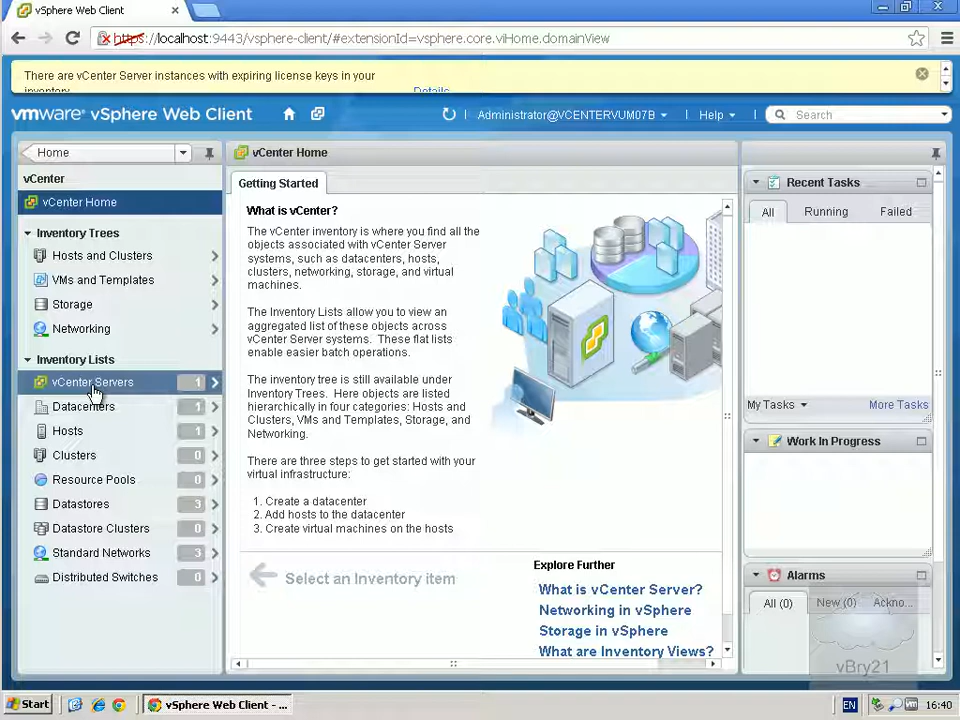 vSphere Web Client
https://localhost:9443/vsphere-client/#extensionId=vsphere.core.viHome.domainView
There are vCenter Server instances with expiring license keys in your
inventory.
Details...
vmware vSphere Web Client
Administrator@VCENTERVUM07B
Help
Search
Home
vCenter
vCenter Home
Inventory Trees
Hosts and Clusters
VMs and Templates
Storage
Networking
Inventory Lists
vCenter Servers 1
Datacenters 1
Hosts 1
Clusters 0
Resource Pools 0
Datastores 3
Datastore Clusters 0
Standard Networks 3
Distributed Switches 0
vCenter Home
Getting Started
What is vCenter?
The vCenter inventory is where you find all the
objects associated with vCenter Server
systems, such as datacenters, hosts,
clusters, networking, storage, and virtual
machines.
The Inventory Lists allow you to view an
aggregated list of these objects across
vCenter Server systems. These flat lists
enable easier batch operations.
The inventory tree is still available under
Inventory Trees. Here objects are listed
hierarchically in four categories: Hosts and
Clusters, VMs and Templates, Storage, and
Networking.
There are three steps to get started with your
virtual infrastructure:
1. Create a datacenter
2. Add hosts to the datacenter
3. Create virtual machines on the hosts
Select an Inventory item
Explore Further
What is vCenter Server?
Networking in vSphere
Storage in vSphere
What are Inventory Views?
Recent Tasks
All
Running
Failed
My Tasks
More Tasks
Work In Progress
Alarms
All (0)
New (0)
Ackno...
vBry21
Start
vSphere Web Client - ...
EN
16:40